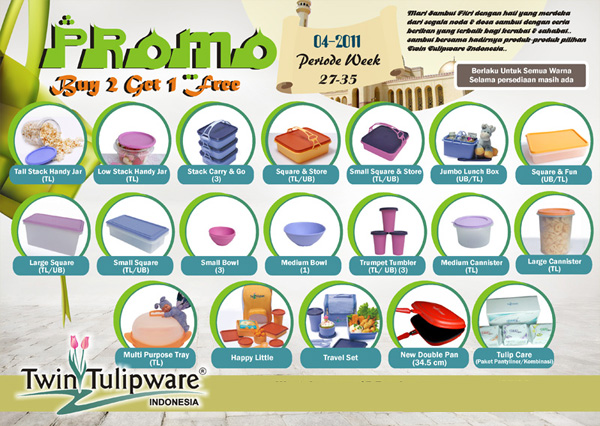 PROMO
Buy 2 Get 1 Free
04-2011
Periode Week
27-35
Mari Sambut Fitri dengan hati yang merdeka
dari segala noda & dosa sambut dengan ceria
berikan yang terbaik bagi kerabat & sahabat..
sambut bersama hadirnya produk-produk pilihan
Twin Tulipware Indonesia..
Berlaku Untuk Semua Warna
Selama persediaan masih ada
Tall Stack Handy Jar
(TL)
Low Stack Handy Jar
(TL)
Stack Carry & Go
(3)
Square & Store
(TL/UB)
Small Square & Store
(TL/UB)
Jumbo Lunch Box
(UB/TL)
Square & Fun
(UB/TL)
Large Square
(TL/UB)
Small Square
(TL/UB)
Small Bowl
(3)
Medium Bowl
(1)
Trumpet Tumbler
(TL/ UB) (3)
Medium Cannister
(TL)
Large Cannister
(TL)
Multi Purpose Tray
(TL)
Happy Little
Travel Set
New Double Pan
(34.5 cm)
Tulip Care
(Paket Pantyliner/Kombinasi)
Twin Tulipware®
INDONESIA